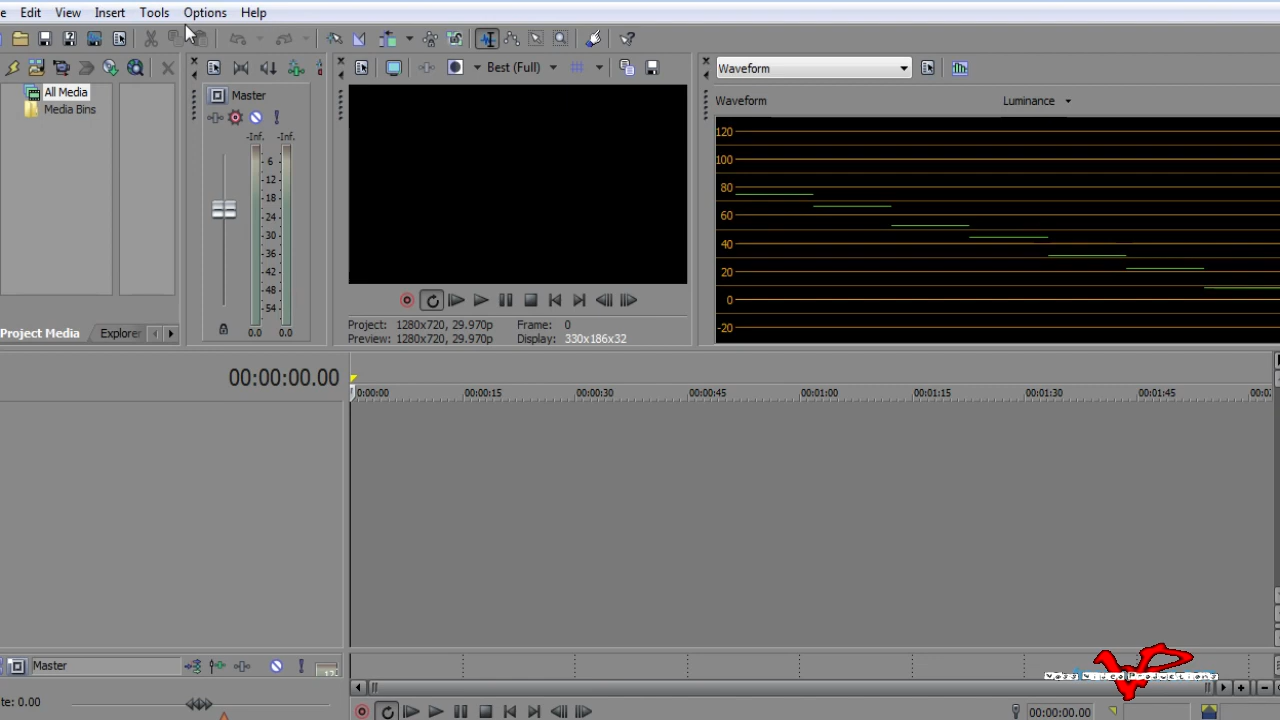 Edit View Insert Tools Options Help
Best (Full)
Waveform
All Media
Media Bins
Master
-Inf. -Inf.
6
12
18
24
30
36
42
48
54
0.0 0.0
Waveform
Luminance
120
100
80
60
40
20
0
-20
Project: 1280x720, 29.970p Frame: 0
Preview: 1280x720, 29.970p Display: 330x186x32
Project Media Explorer
00:00:00.00
0:00:00 00:00:15 00:00:30 00:00:45 00:01:00 00:01:15 00:01:30 00:01:45
Master
te: 0.00
00:00:00.00